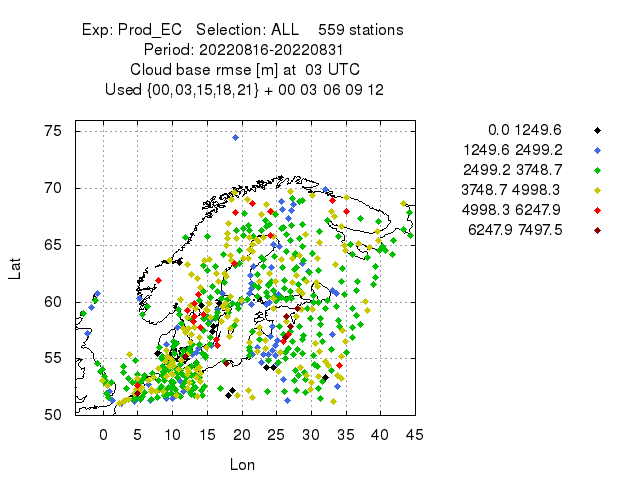 Exp: Prod_EC   Selection: ALL    559 stations
Period: 20220816-20220831
Cloud base rmse [m] at  03 UTC
Used {00,03,15,18,21} + 00 03 06 09 12
0.0 1249.6
1249.6 2499.2
2499.2 3748.7
3748.7 4998.3
4998.3 6247.9
6247.9 7497.5
Lat
75
70
65
60
55
50
0 5 10 15 20 25 30 35 40 45
Lon